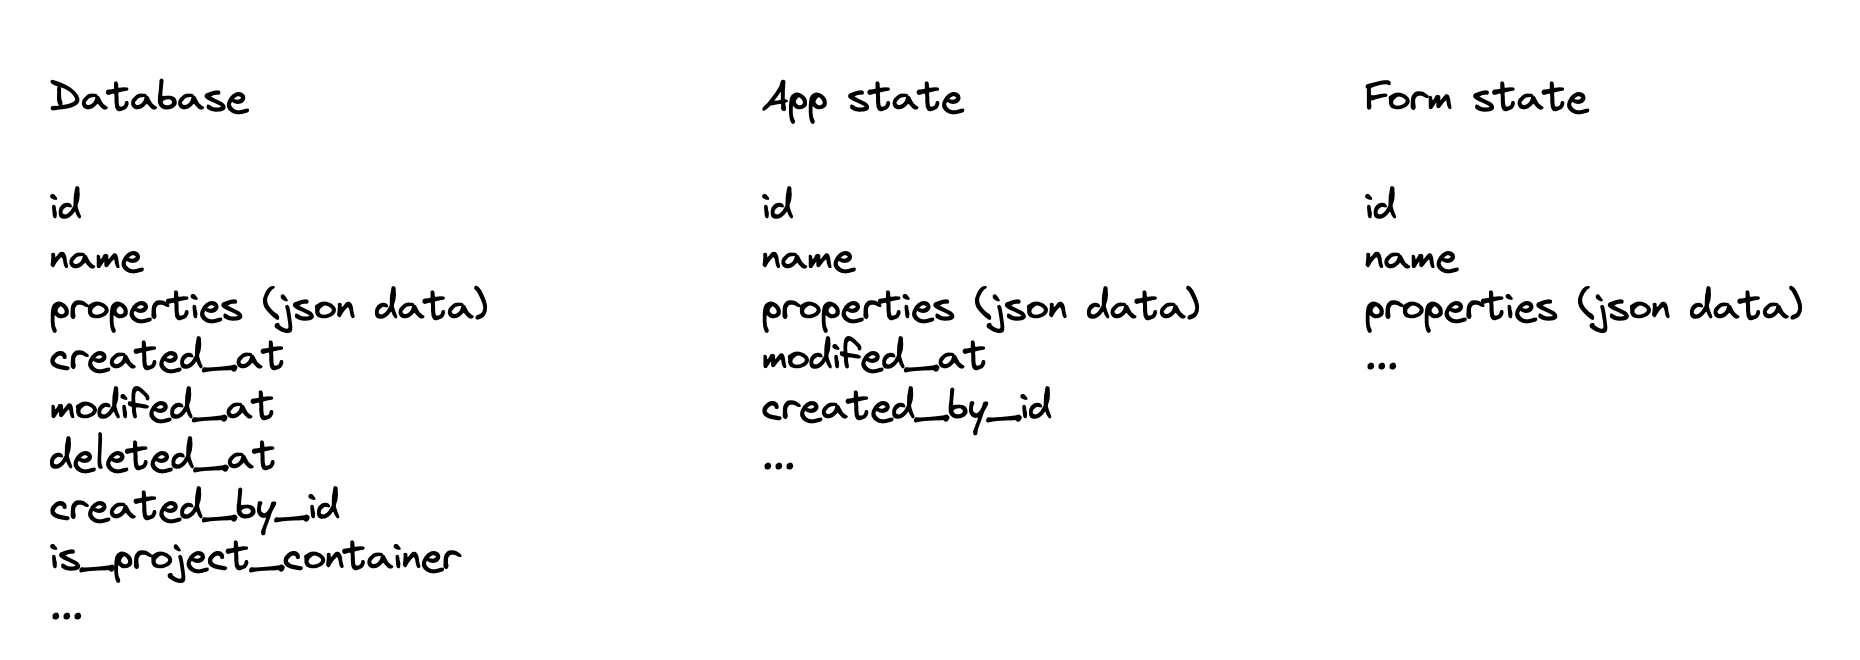 Database
id
name
properties (json data)
created_at
modifed_at
deleted_at
created_by_id
is_project_container
...
App state
id
name
properties (json data)
modifed_at
created_by_id
...
Form state
id
name
properties (json data)
...